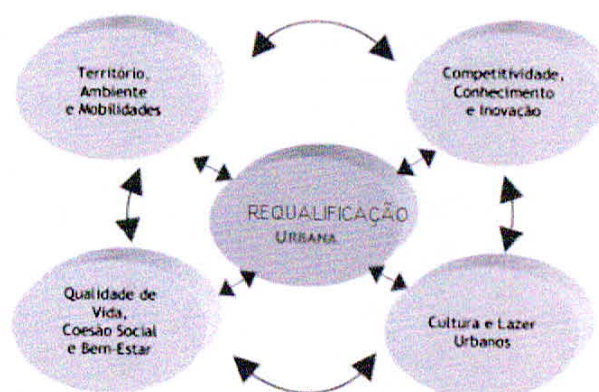 Território,
Ambiente
e Mobilidades
Competitividade,
Conhecimento
e Inovação
REQUALIFICAÇÃO
URBANA
Qualidade de
Vida,
Coesão Social
e Bem-Estar
Cultura e Lazer
Urbanos